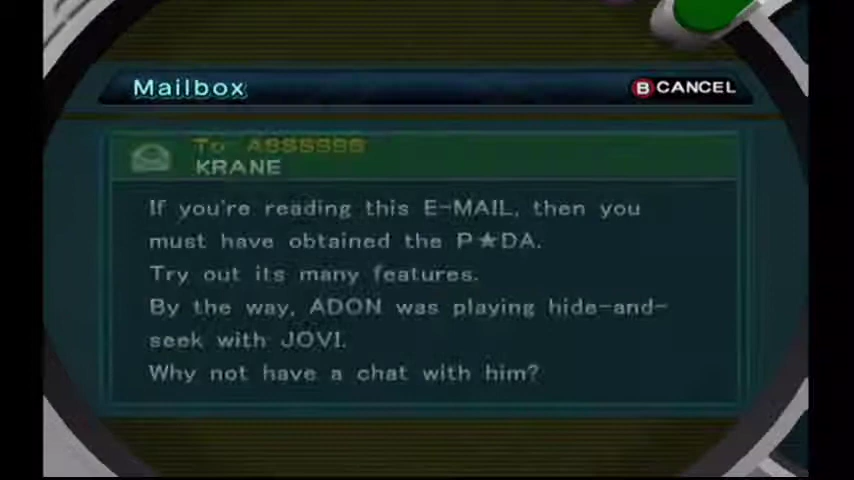 Mailbox
B CANCEL
To ASSSSSS
KRANE
If you're reading this E-MAIL, then you
must have obtained the P★DA.
Try out its many features.
By the way, ADON was playing hide-and-
seek with JOVI.
Why not have a chat with him?